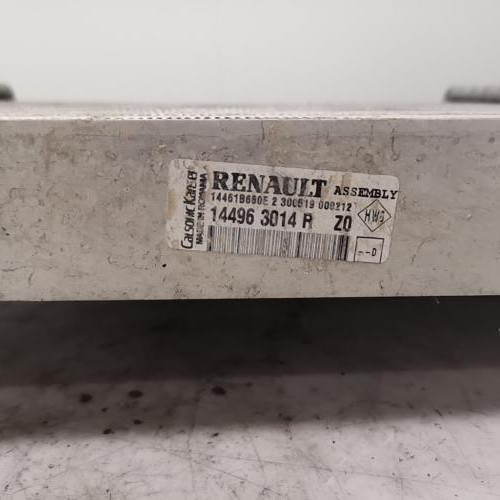 Calsonic Kansei
MADE IN ROMANIA
RENAULT ASSEMBLY
14461B680E 2 300519 000212
14496 3014 R Z0
HWG
--D